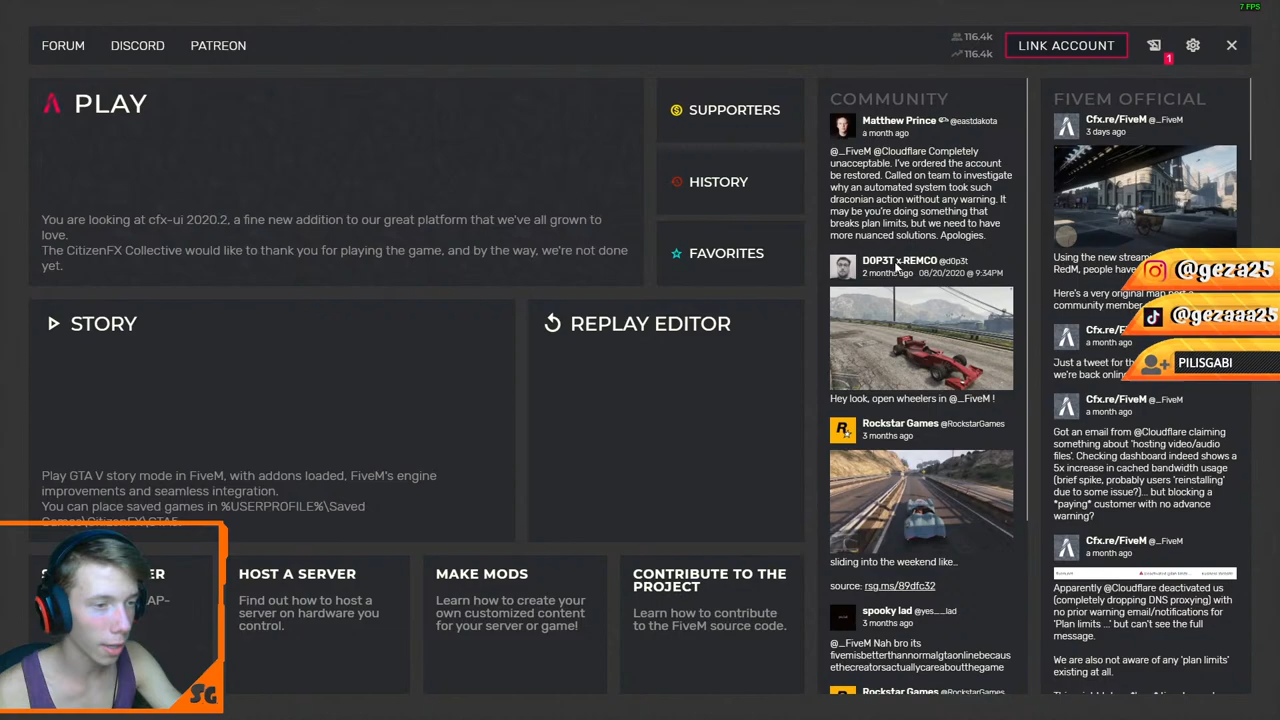 7 FPS
FORUM
DISCORD
PATREON
116.4k
116.4k
LINK ACCOUNT
1
PLAY
You are looking at cfx-ui 2020.2, a fine new addition to our great platform that we've all grown to
love.
The CitizenFX Collective would like to thank you for playing the game, and by the way, we're not done
yet.
SUPPORTERS
HISTORY
FAVORITES
STORY
Play GTA V story mode in FiveM, with addons loaded, FiveM's engine
improvements and seamless integration.
You can place saved games in %USERPROFILE%\Saved
Games\CitizenFX\GTA5
REPLAY EDITOR
HOST A SERVER
Find out how to host a
server on hardware you
control.
MAKE MODS
Learn how to create your
own customized content
for your server or game!
CONTRIBUTE TO THE
PROJECT
Learn how to contribute
to the FiveM source code.
COMMUNITY
Matthew Prince @eastdakota
a month ago
@_FiveM @Cloudflare Completely
unacceptable. I've ordered the account
be restored. Called on team to investigate
why an automated system took such
draconian action without any warning. It
may be you're doing something that
breaks plan limits, but we need to have
more nuanced solutions. Apologies.
D0P3T x REMCO @d0p3t
2 months ago 08/20/2020 @ 9:34PM
Hey look, open wheelers in @_FiveM !
Rockstar Games @RockstarGames
3 months ago
sliding into the weekend like..
source: rsg.ms/89dfc32
spooky lad @yes__lad
3 months ago
@_FiveM Nah bro its
fivemisbetterthannormalgtaonlinebecaus
ethecreatorsactuallycareaboutthegame
Rockstar Games @RockstarGames
FIVEM OFFICIAL
Cfx.re/FiveM @_FiveM
3 days ago
Using the new stream
RedM, people have
Here's a very original map port a
community member
Cfx.re/F
a month ago
Just a tweet for th
we're back onlin
Cfx.re/FiveM @_FiveM
a month ago
Got an email from @Cloudflare claiming
something about 'hosting video/audio
files'. Checking dashboard indeed shows a
5x increase in cached bandwidth usage
(brief spike, probably users 'reinstalling'
due to some issue?)... but blocking a
*paying* customer with no advance
warning?
Cfx.re/FiveM @_FiveM
a month ago
Apparently @Cloudflare deactivated us
(completely dropping DNS proxying) with
no prior warning email/notifications for
'Plan limits ...' but can't see the full
message.
We are also not aware of any 'plan limits'
existing at all.
@geza25
@gezaaa25
PILISGABI
SG